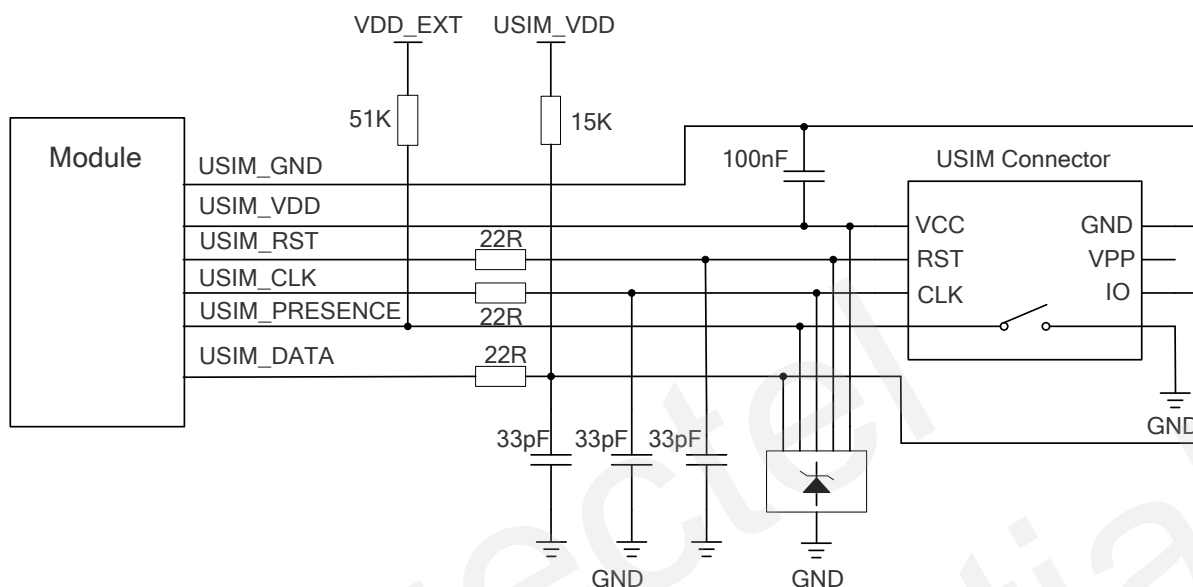 VDD_EXT USIM_VDD
51K 15K
Module
USIM_GND
100nF
USIM Connector
USIM_VDD
VCC GND
USIM_RST
22R
RST VPP
USIM_CLK
CLK IO
USIM_PRESENCE
22R
USIM_DATA
22R
GND
33pF 33pF 33pF
GND GND